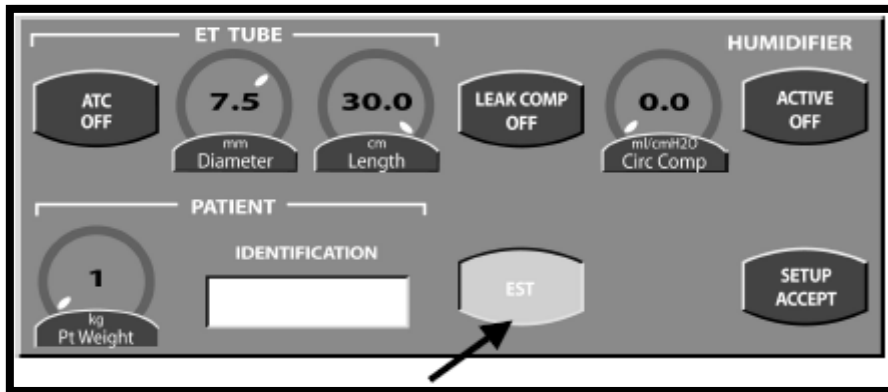 ET TUBE
HUMIDIFIER
ATC
OFF
7.5
mm
Diameter
30.0
cm
Length
LEAK COMP
OFF
0.0
ml/cmH2O
Circ Comp
ACTIVE
OFF
PATIENT
1
kg
Pt Weight
IDENTIFICATION
EST
SETUP
ACCEPT